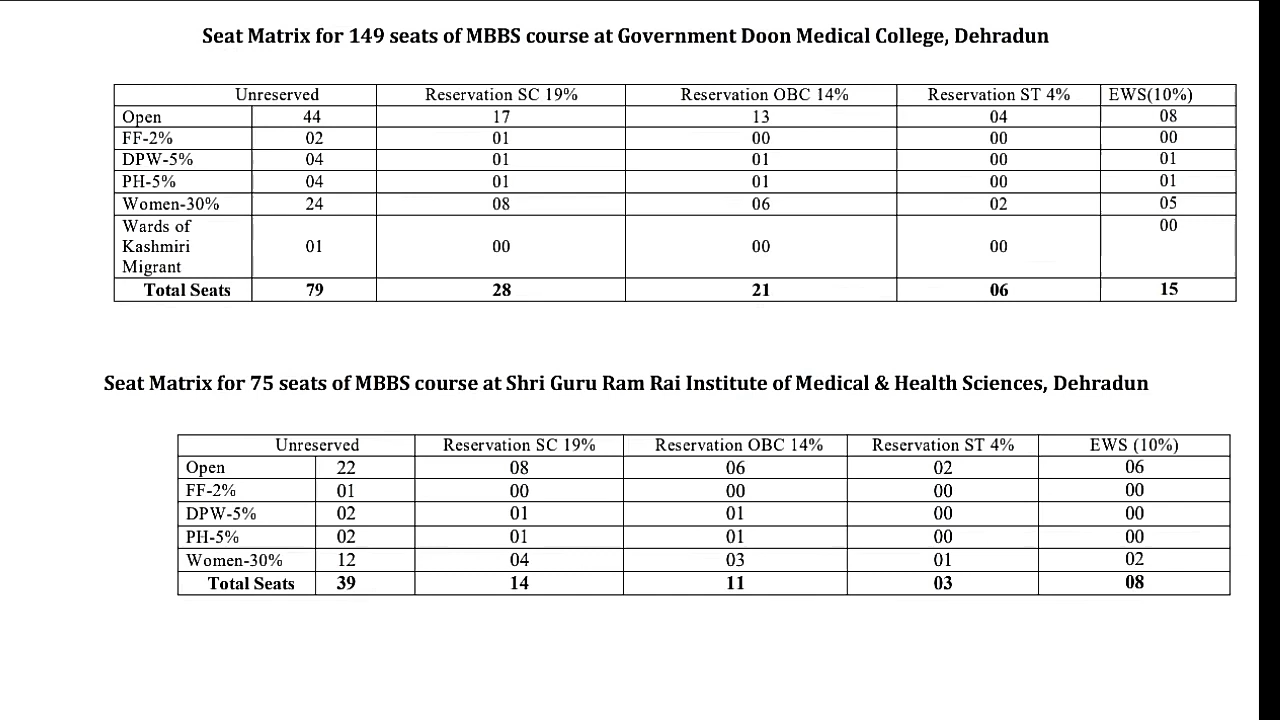 Seat Matrix for 149 seats of MBBS course at Government Doon Medical College, Dehradun
Unreserved Reservation SC 19% Reservation OBC 14% Reservation ST 4% EWS(10%)
Open 44 17 13 04 08
FF-2% 02 01 00 00 00
DPW-5% 04 01 01 00 01
PH-5% 04 01 01 00 01
Women-30% 24 08 06 02 05
Wards of 00
Kashmiri 01 00 00 00
Migrant
Total Seats 79 28 21 06 15
Seat Matrix for 75 seats of MBBS course at Shri Guru Ram Rai Institute of Medical & Health Sciences, Dehradun
Unreserved Reservation SC 19% Reservation OBC 14% Reservation ST 4% EWS (10%)
Open 22 08 06 02 06
FF-2% 01 00 00 00 00
DPW-5% 02 01 01 00 00
PH-5% 02 01 01 00 00
Women-30% 12 04 03 01 02
Total Seats 39 14 11 03 08